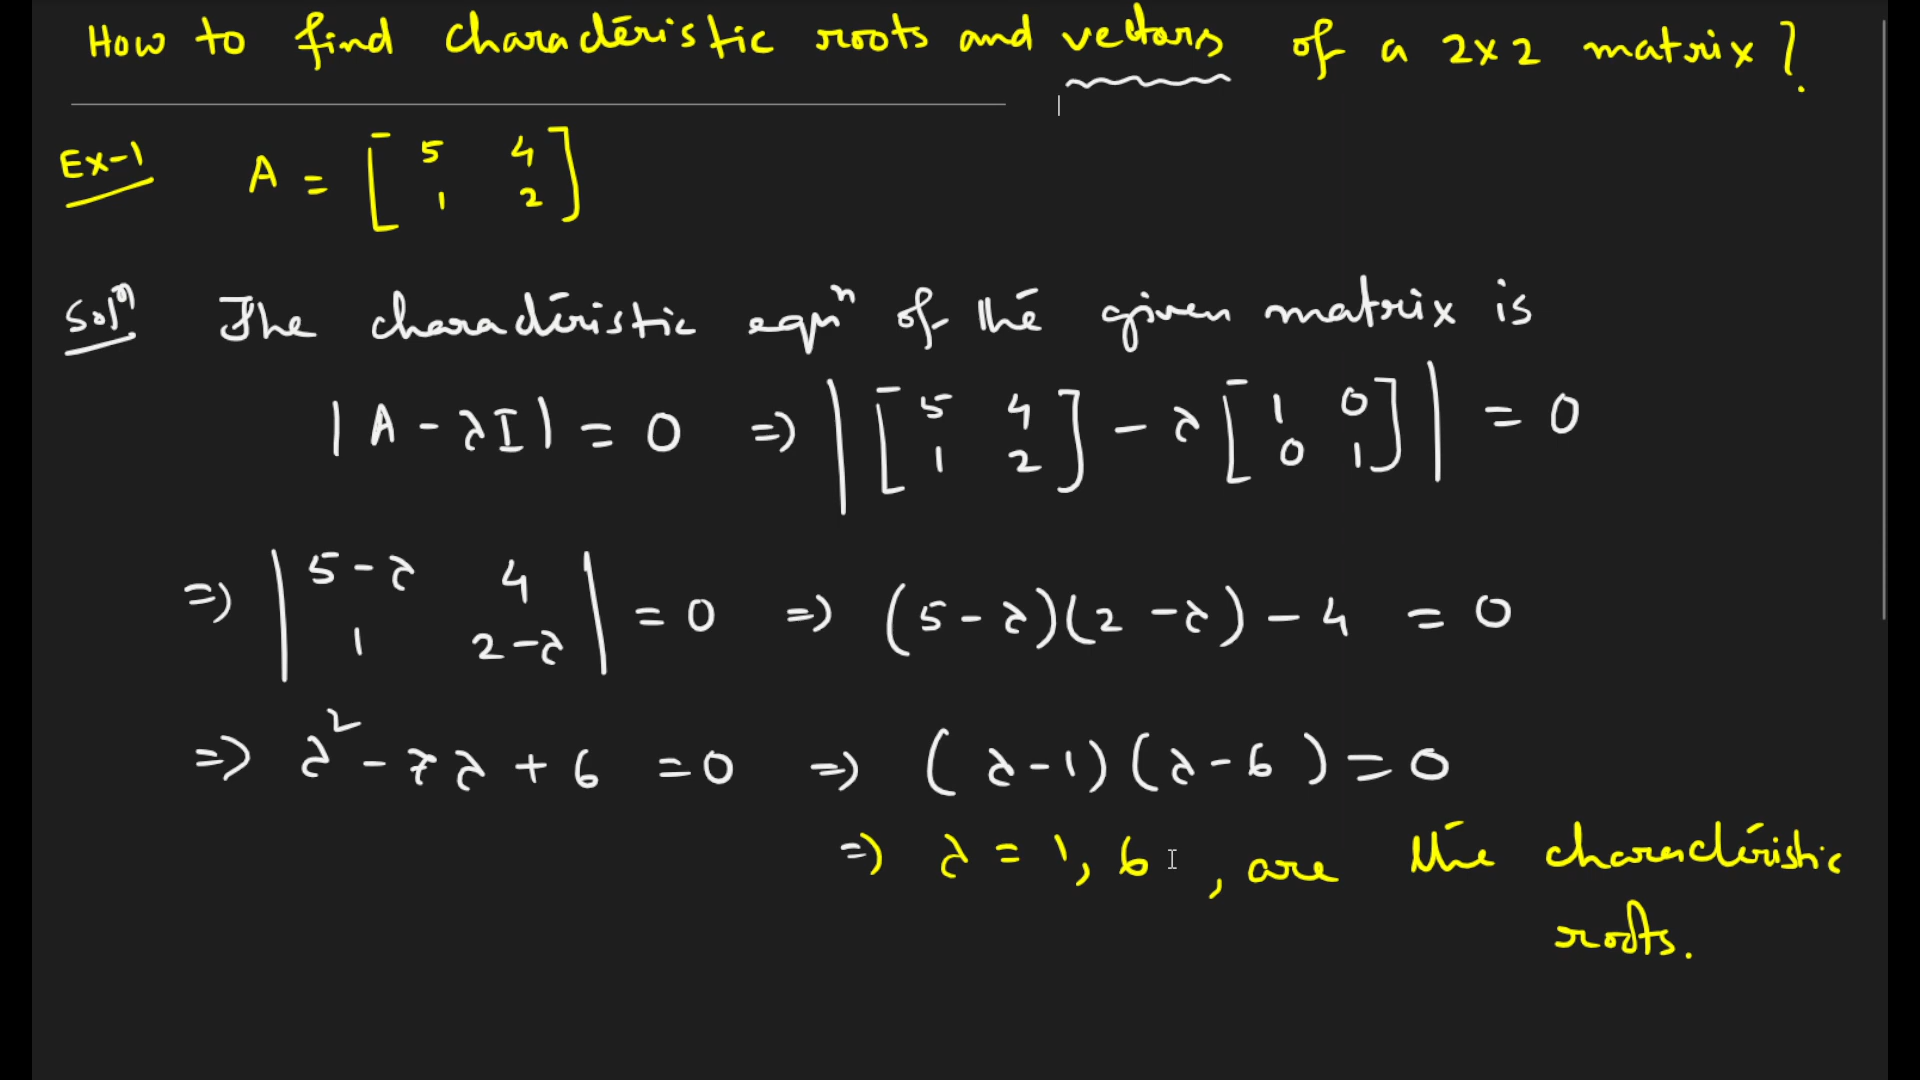 How to find characteristic roots and vectors of a 2x2 matrix?
Ex-1 A = [ 5 4
1 2 ]
Solⁿ The characteristic eqnⁿ of the given matrix is
|A - λI| = 0 => | [ 5 4
1 2 ] - λ [ 1 0
0 1 ] | = 0
=> | 5-λ 4
1 2-λ | = 0 => (5-λ)(2-λ) - 4 = 0
=> λ² - 7λ + 6 = 0 => (λ-1)(λ-6) = 0
=> λ = 1, 6, are the characteristic
roots.